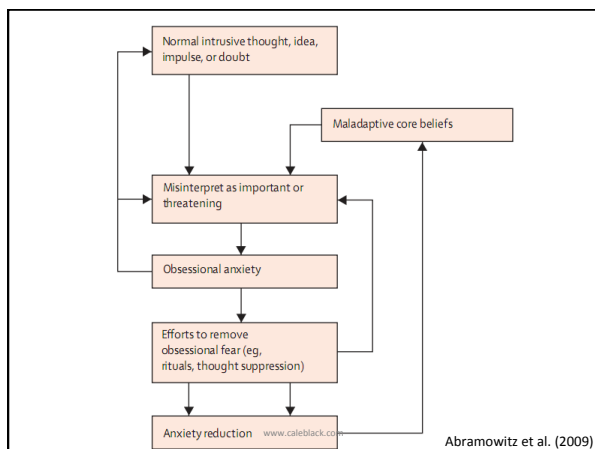 Normal intrusive thought, idea,
impulse, or doubt
Maladaptive core beliefs
Misinterpret as important or
threatening
Obsessional anxiety
Efforts to remove
obsessional fear (eg,
rituals, thought suppression)
Anxiety reduction
www.caleblack.com
Abramowitz et al. (2009)